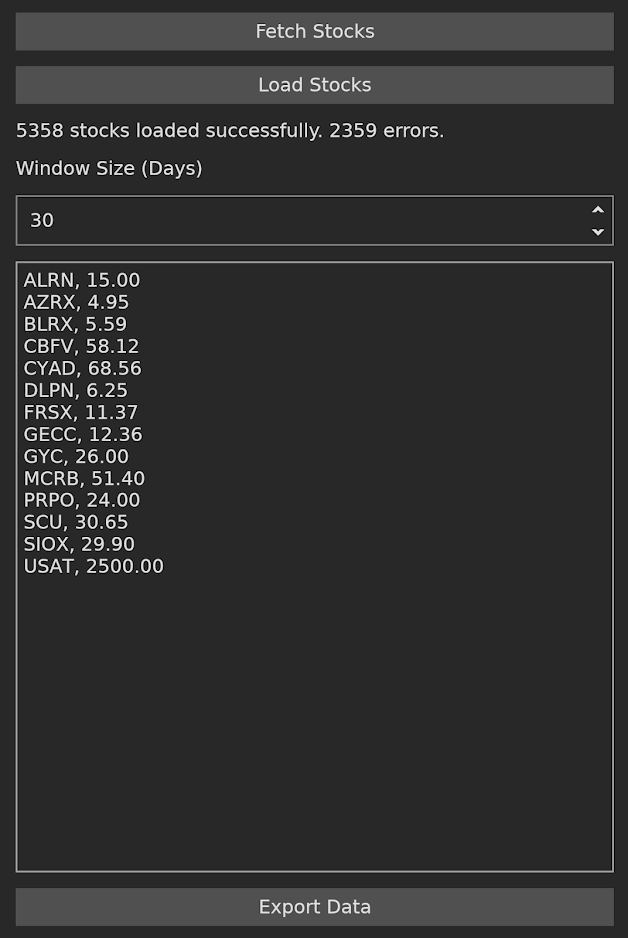 Fetch Stocks
Load Stocks
5358 stocks loaded successfully. 2359 errors.
Window Size (Days)
30
ALRN, 15.00
AZRX, 4.95
BLRX, 5.59
CBFV, 58.12
CYAD, 68.56
DLPN, 6.25
FRSX, 11.37
GECC, 12.36
GYC, 26.00
MCRB, 51.40
PRPO, 24.00
SCU, 30.65
SIOX, 29.90
USAT, 2500.00
Export Data